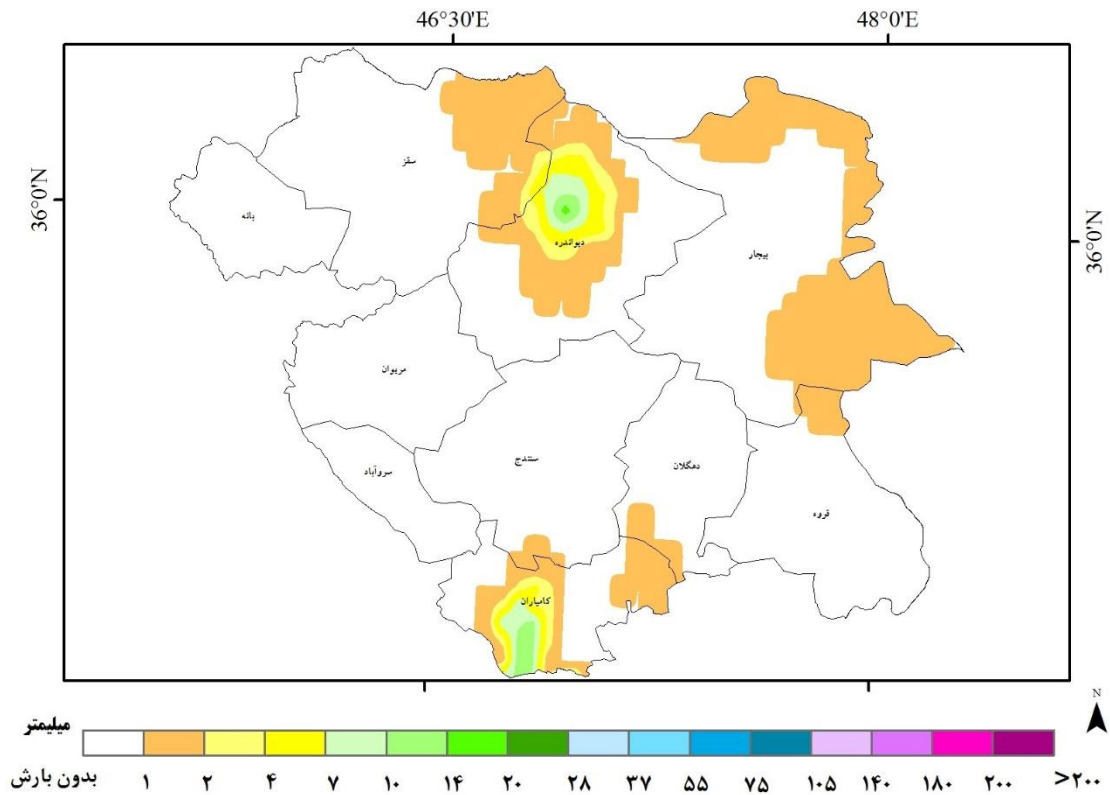 46°30'E 48°0'E
36°0'N
36°0'N
سقز
بانه
دیواندره
بیجار
مریوان
سروآباد
سنندج
دهگلان
قروه
کامیاران
N
میلیمتر
بدون بارش ۱ ۲ ۴ ۷ ۱۰ ۱۴ ۲۰ ۲۸ ۳۷ ۵۵ ۷۵ ۱۰۵ ۱۴۰ ۱۸۰ ۲۰۰ >۲۰۰